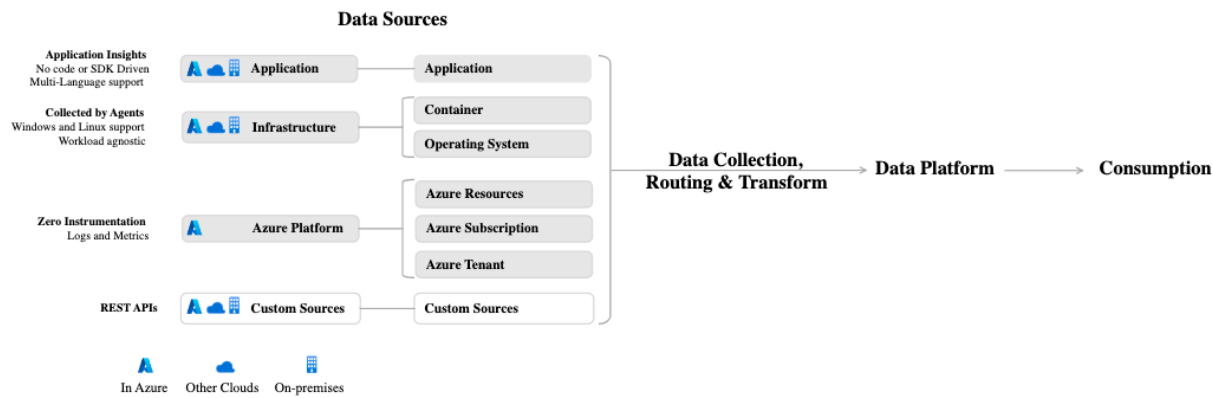 Data Sources
Application Insights
No code or SDK Driven
Multi-Language support
Application
Application
Collected by Agents
Windows and Linux support
Workload agnostic
Infrastructure
Container
Operating System
Zero Instrumentation
Logs and Metrics
Azure Platform
Azure Resources
Azure Subscription
Azure Tenant
REST APIs
Custom Sources
Custom Sources
Data Collection,
Routing & Transform
Data Platform
Consumption
In Azure
Other Clouds
On-premises